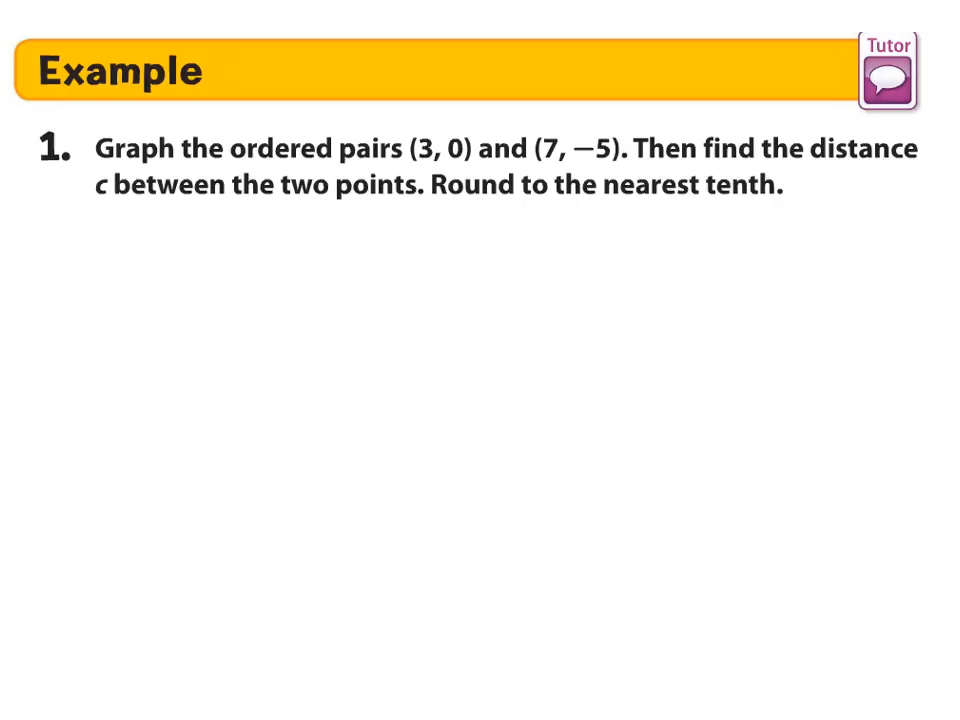 Example
Tutor
1. Graph the ordered pairs (3, 0) and (7, −5). Then find the distance
c between the two points. Round to the nearest tenth.